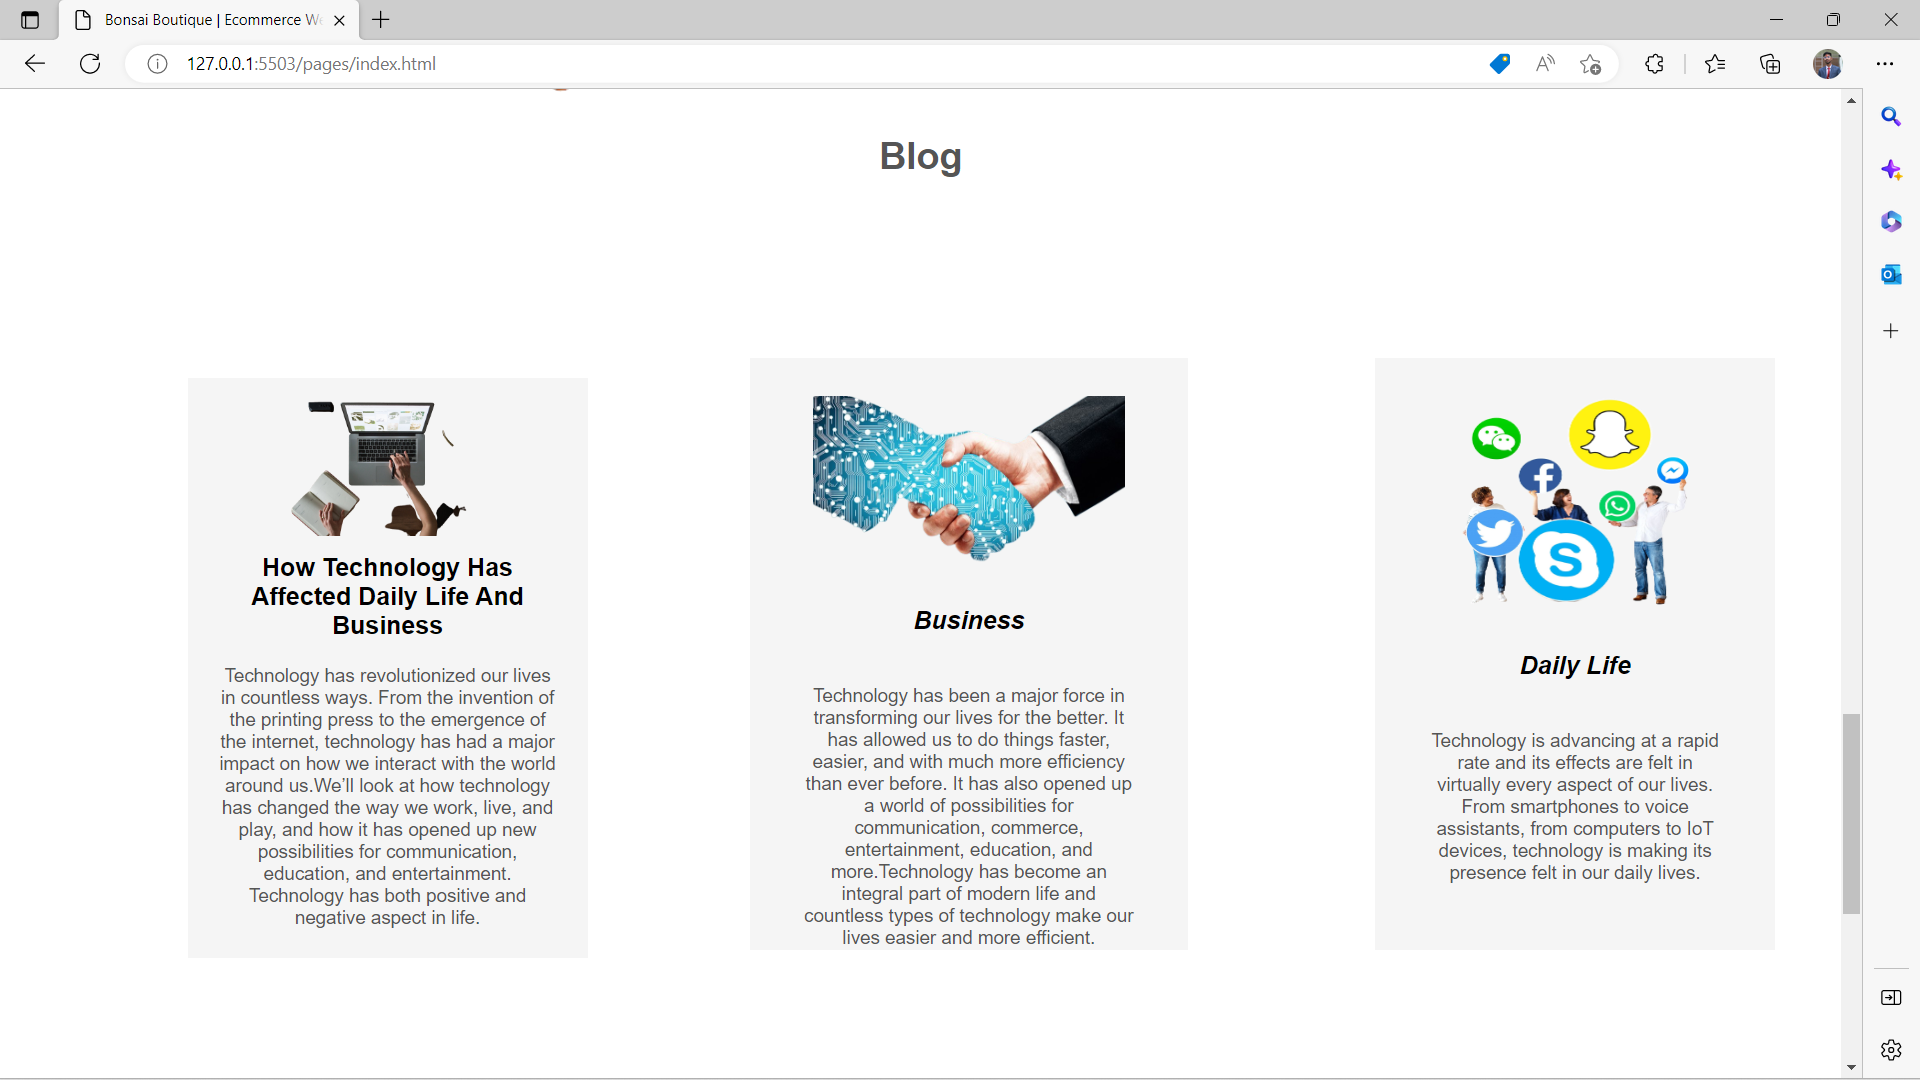 Bonsai Boutique | Ecommerce We
127.0.0.1:5503/pages/index.html
Blog
How Technology Has
Affected Daily Life And
Business
Technology has revolutionized our lives
in countless ways. From the invention of
the printing press to the emergence of
the internet, technology has had a major
impact on how we interact with the world
around us.We’ll look at how technology
has changed the way we work, live, and
play, and how it has opened up new
possibilities for communication,
education, and entertainment.
Technology has both positive and
negative aspect in life.
Business
Technology has been a major force in
transforming our lives for the better. It
has allowed us to do things faster,
easier, and with much more efficiency
than ever before. It has also opened up
a world of possibilities for
communication, commerce,
entertainment, education, and
more.Technology has become an
integral part of modern life and
countless types of technology make our
lives easier and more efficient.
Daily Life
Technology is advancing at a rapid
rate and its effects are felt in
virtually every aspect of our lives.
From smartphones to voice
assistants, from computers to IoT
devices, technology is making its
presence felt in our daily lives.